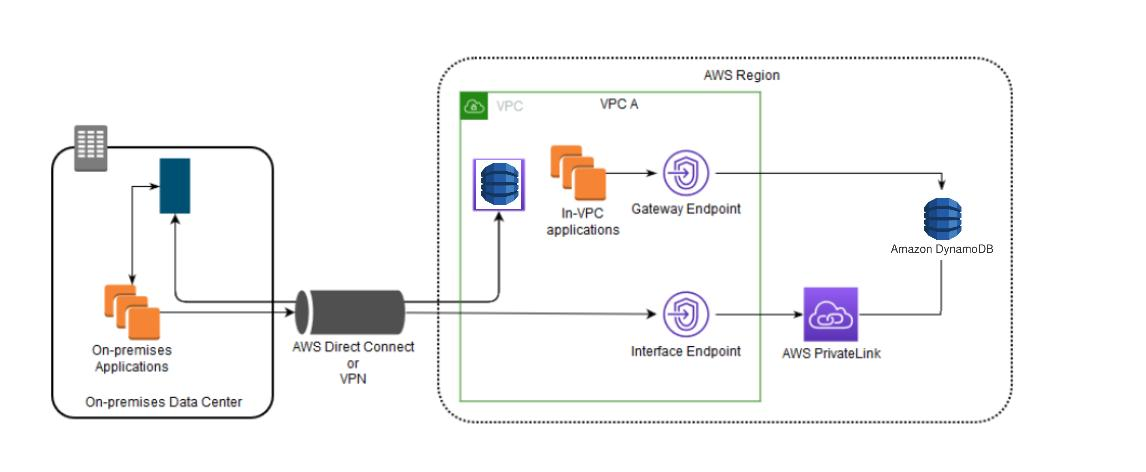 AWS Region
VPC
VPC A
In-VPC
applications
Gateway Endpoint
Amazon DynamoDB
On-premises
Applications
On-premises Data Center
AWS Direct Connect
or
VPN
Interface Endpoint
AWS PrivateLink